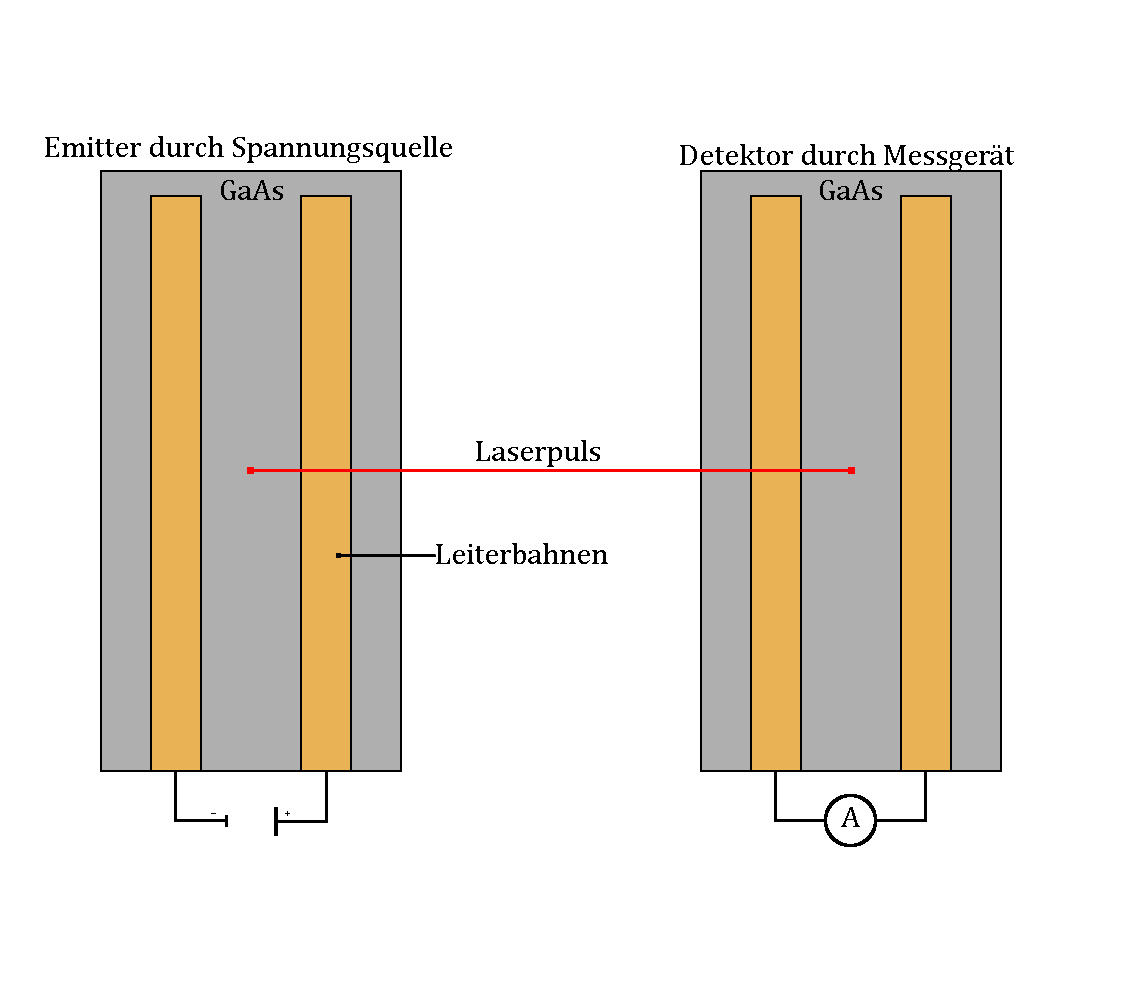 Emitter durch Spannungsquelle
Detektor durch Messgerät
GaAs
GaAs
Laserpuls
Leiterbahnen
- +
A